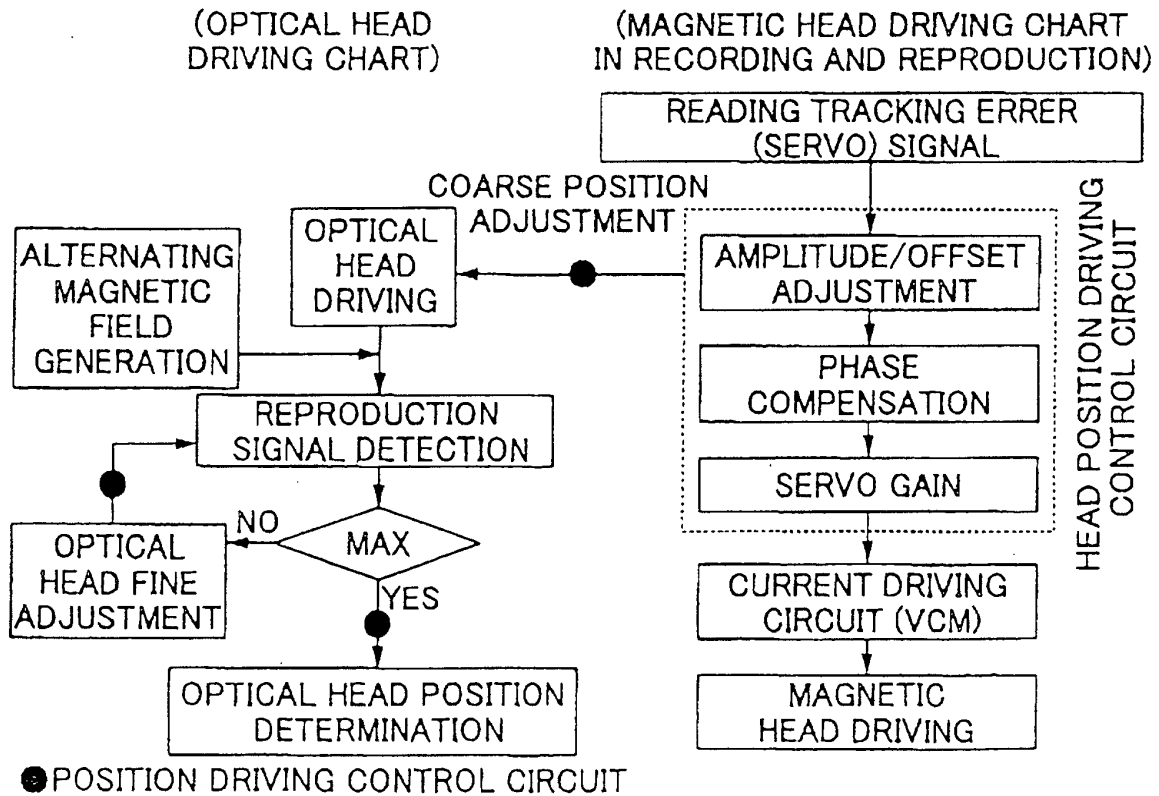 (OPTICAL HEAD
DRIVING CHART)
(MAGNETIC HEAD DRIVING CHART
IN RECORDING AND REPRODUCTION)
READING TRACKING ERRER
(SERVO) SIGNAL
COARSE POSITION
ADJUSTMENT
OPTICAL
HEAD
DRIVING
ALTERNATING
MAGNETIC
FIELD
GENERATION
AMPLITUDE/OFFSET
ADJUSTMENT
PHASE
COMPENSATION
SERVO GAIN
HEAD POSITION DRIVING
CONTROL CIRCUIT
REPRODUCTION
SIGNAL DETECTION
MAX
NO
YES
OPTICAL
HEAD FINE
ADJUSTMENT
OPTICAL HEAD POSITION
DETERMINATION
CURRENT DRIVING
CIRCUIT (VCM)
MAGNETIC
HEAD DRIVING
POSITION DRIVING CONTROL CIRCUIT